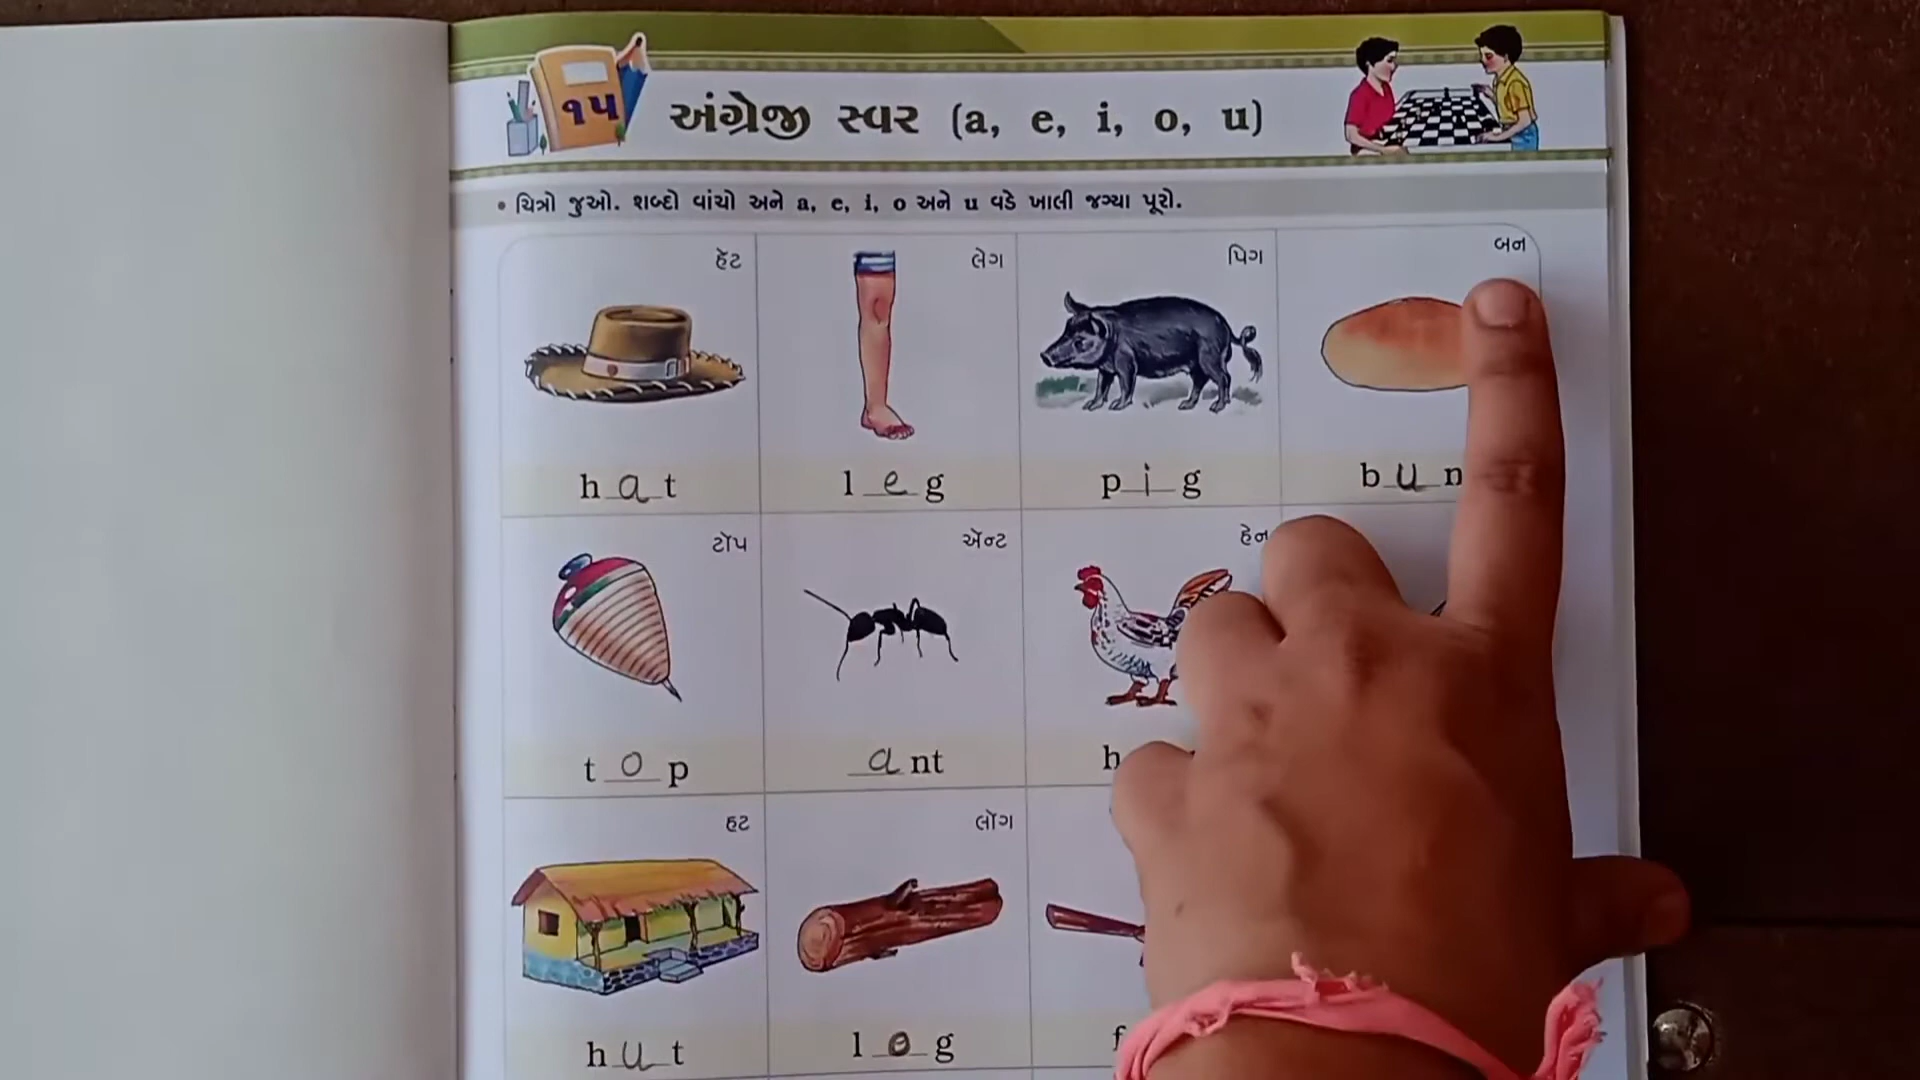 ૧૫
અંગ્રેજી સ્વર (a, e, i, o, u)
• ચિત્રો જુઓ. શબ્દો વાંચો અને a, e, i, o અને u વડે ખાલી જગ્યા પૂરો.
હૅટ લેગ પિગ બન
h a t l e g p i g b u n
ટૉપ ઍન્ટ હેન
t o p a nt h
હટ લૉગ
h u t l o g f